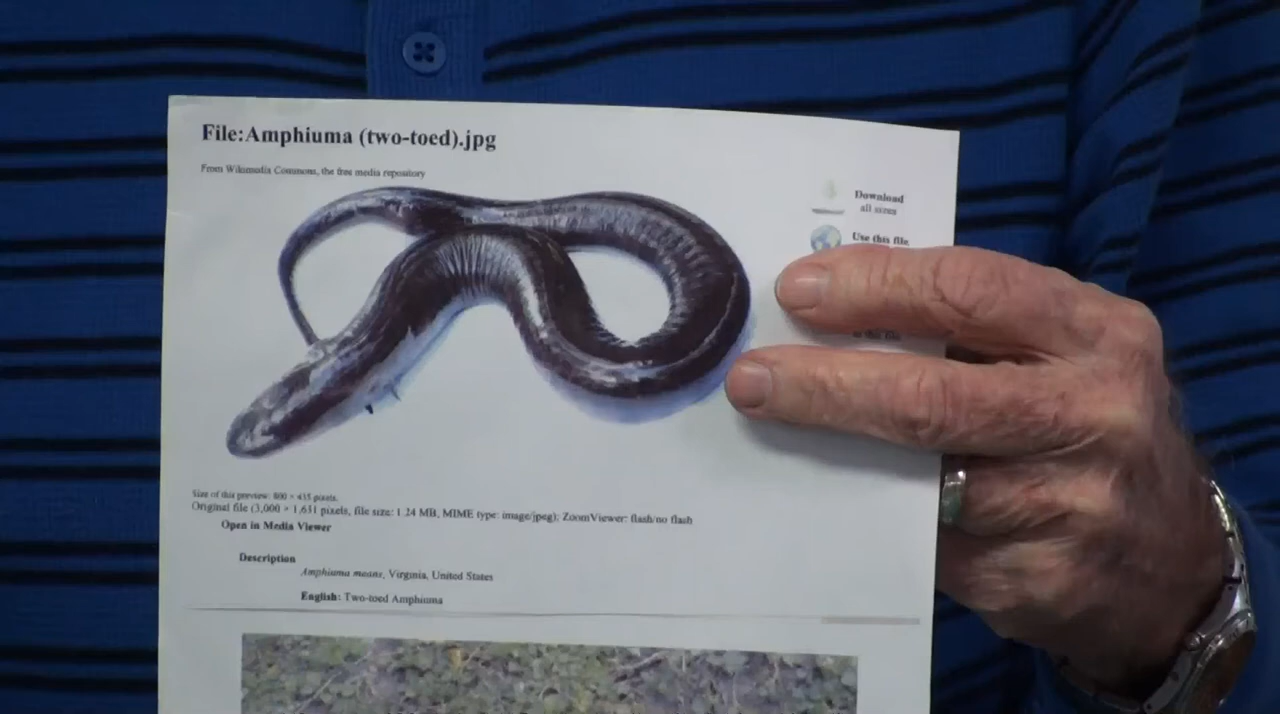 File:Amphiuma (two-toed).jpg
From Wikimedia Commons, the free media repository
Download
all sizes
Use this file
to this file
Size of this preview: 800 × 435 pixels.
Original file (3,000 × 1,631 pixels, file size: 1.24 MB, MIME type: image/jpeg); ZoomViewer: flash/no flash
Open in Media Viewer
Description
Amphiuma means, Virginia, United States
English: Two-toed Amphiuma